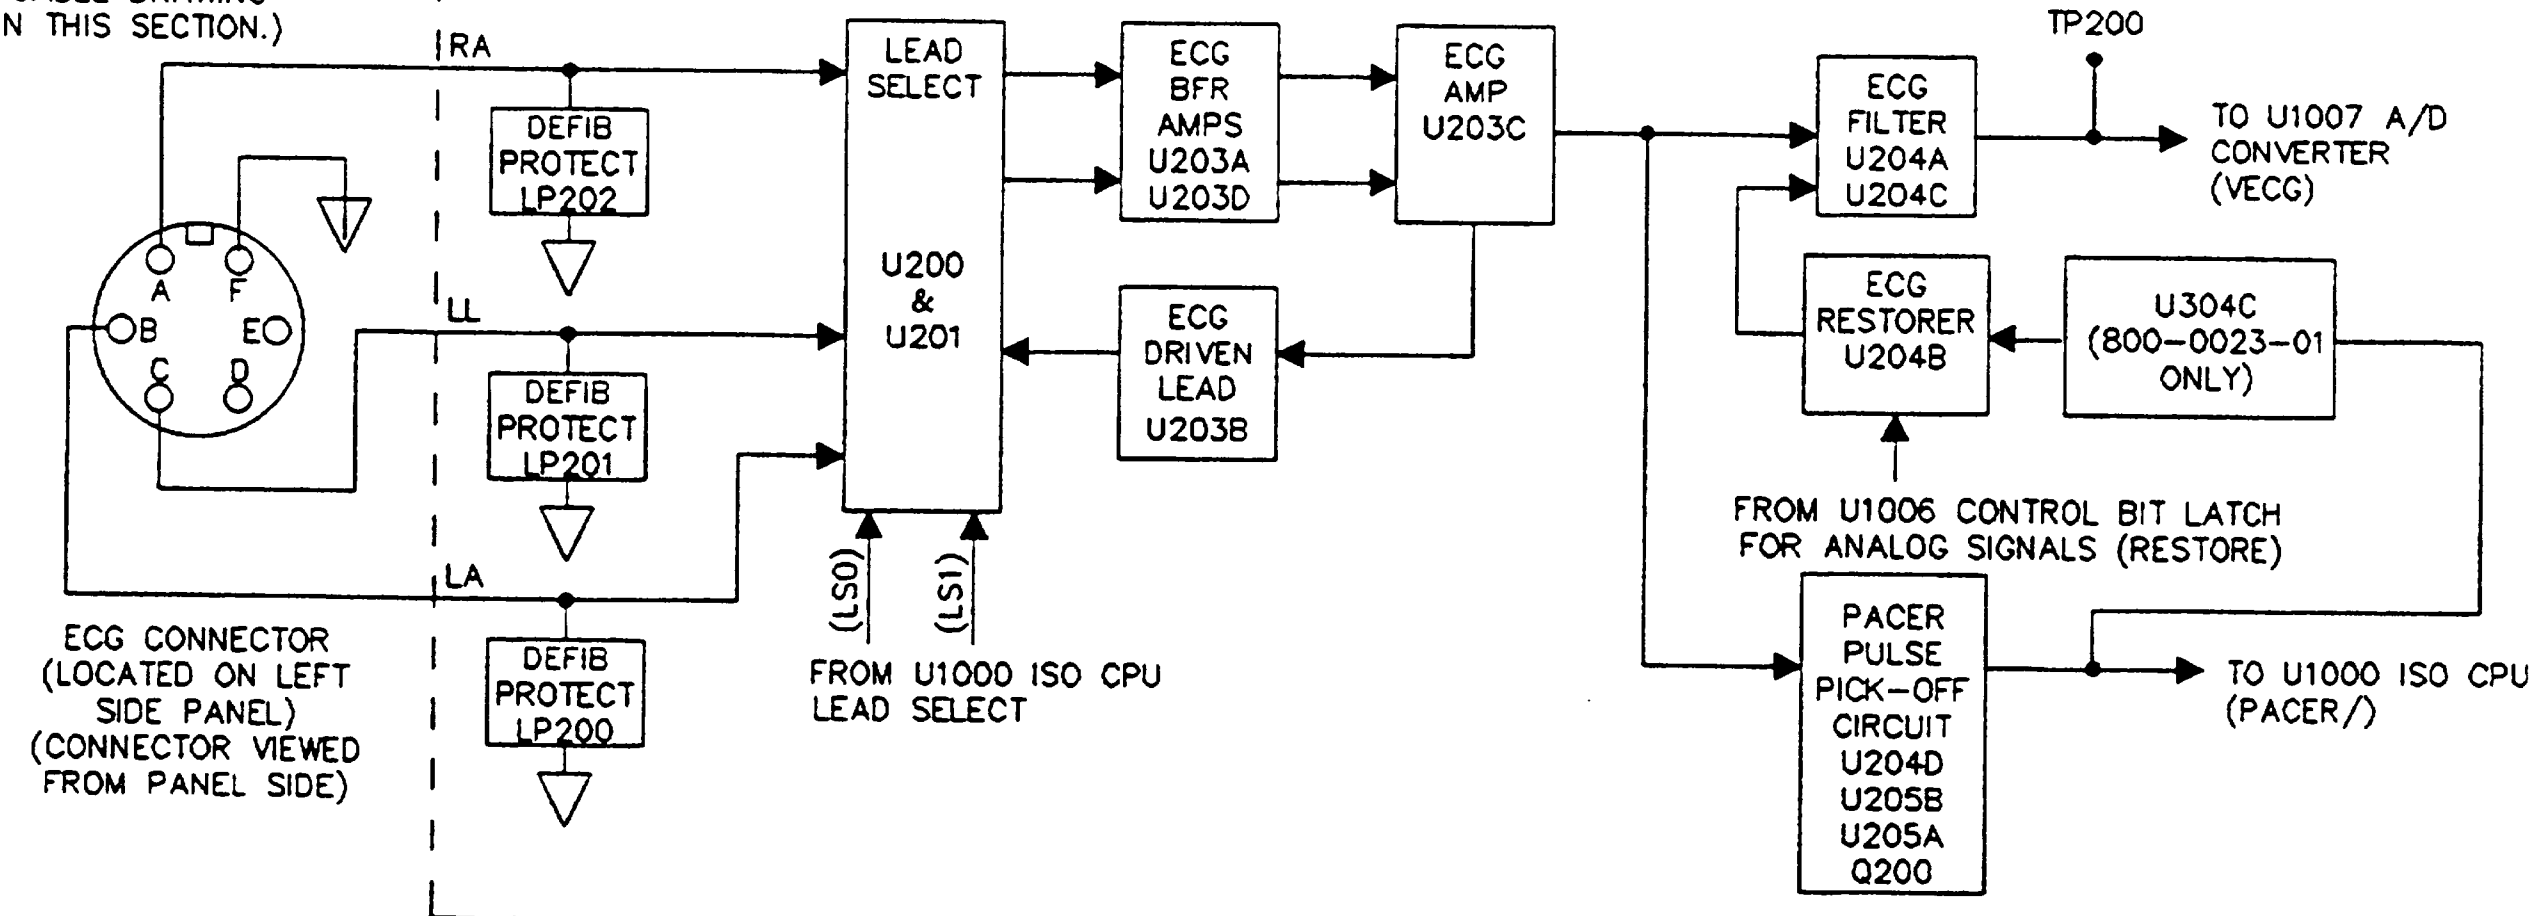 N THIS SECTION.)
RA
LEAD
SELECT
U200
&
U201
ECG
BFR
AMPS
U203A
U203D
ECG
AMP
U203C
TP200
ECG
FILTER
U204A
U204C
TO U1007 A/D
CONVERTER
(VECG)
DEFIB
PROTECT
LP202
A
F
B
E
C
D
LL
DEFIB
PROTECT
LP201
ECG
DRIVEN
LEAD
U203B
ECG
RESTORER
U204B
U304C
(800-0023-01
ONLY)
FROM U1006 CONTROL BIT LATCH
FOR ANALOG SIGNALS (RESTORE)
LA
(LS0)
(LS1)
FROM U1000 ISO CPU
LEAD SELECT
ECG CONNECTOR
(LOCATED ON LEFT
SIDE PANEL)
(CONNECTOR VIEWED
FROM PANEL SIDE)
DEFIB
PROTECT
LP200
PACER
PULSE
PICK-OFF
CIRCUIT
U204D
U205B
U205A
Q200
TO U1000 ISO CPU
(PACER/)